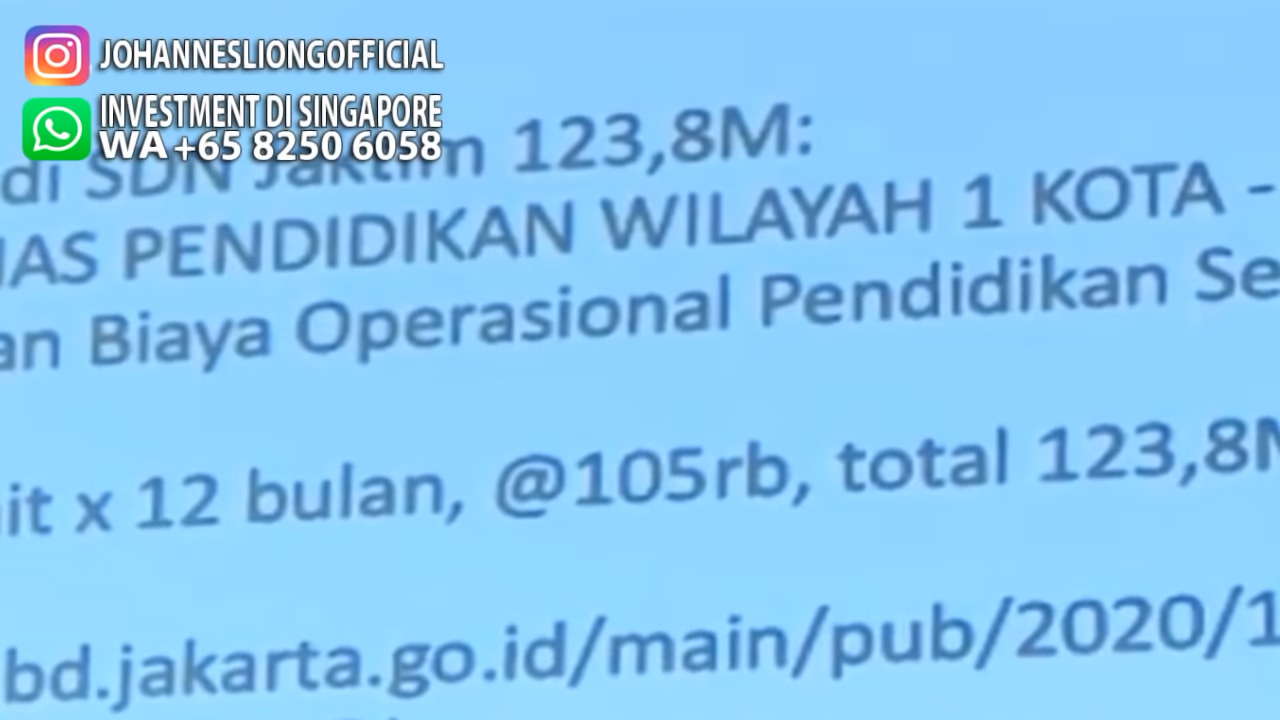 JOHANNESLIONGOFFICIAL
INVESTMENT DI SINGAPORE
WA +65 8250 6058
di SDN Jaktim 123,8M:
NAS PENDIDIKAN WILAYAH 1 KOTA -
an Biaya Operasional Pendidikan Se
it x 12 bulan, @105rb, total 123,8M
bd.jakarta.go.id/main/pub/2020/1